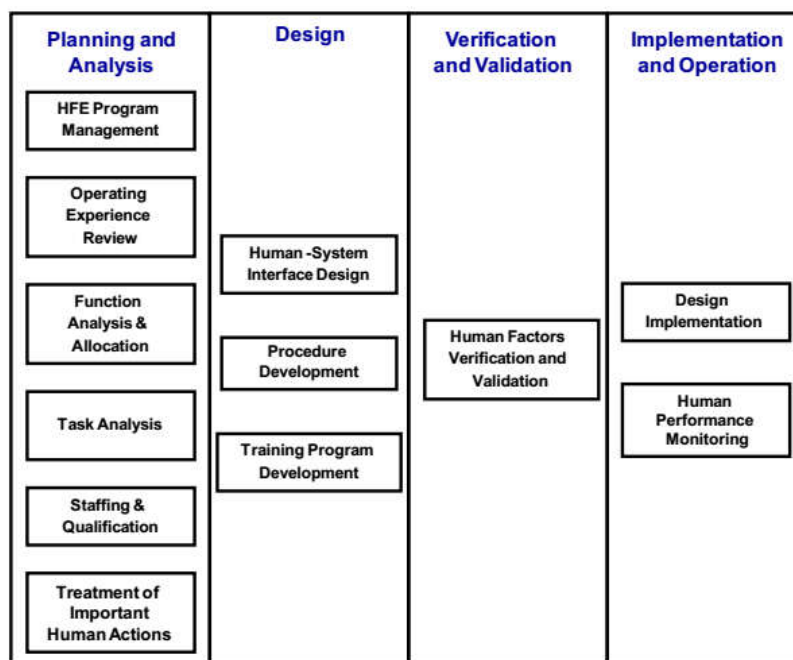 Planning and
Analysis
HFE Program
Management
Operating
Experience
Review
Function
Analysis &
Allocation
Task Analysis
Staffing &
Qualification
Treatment of
Important
Human Actions
Design
Human -System
Interface Design
Procedure
Development
Training Program
Development
Verification
and Validation
Human Factors
Verification and
Validation
Implementation
and Operation
Design
Implementation
Human
Performance
Monitoring